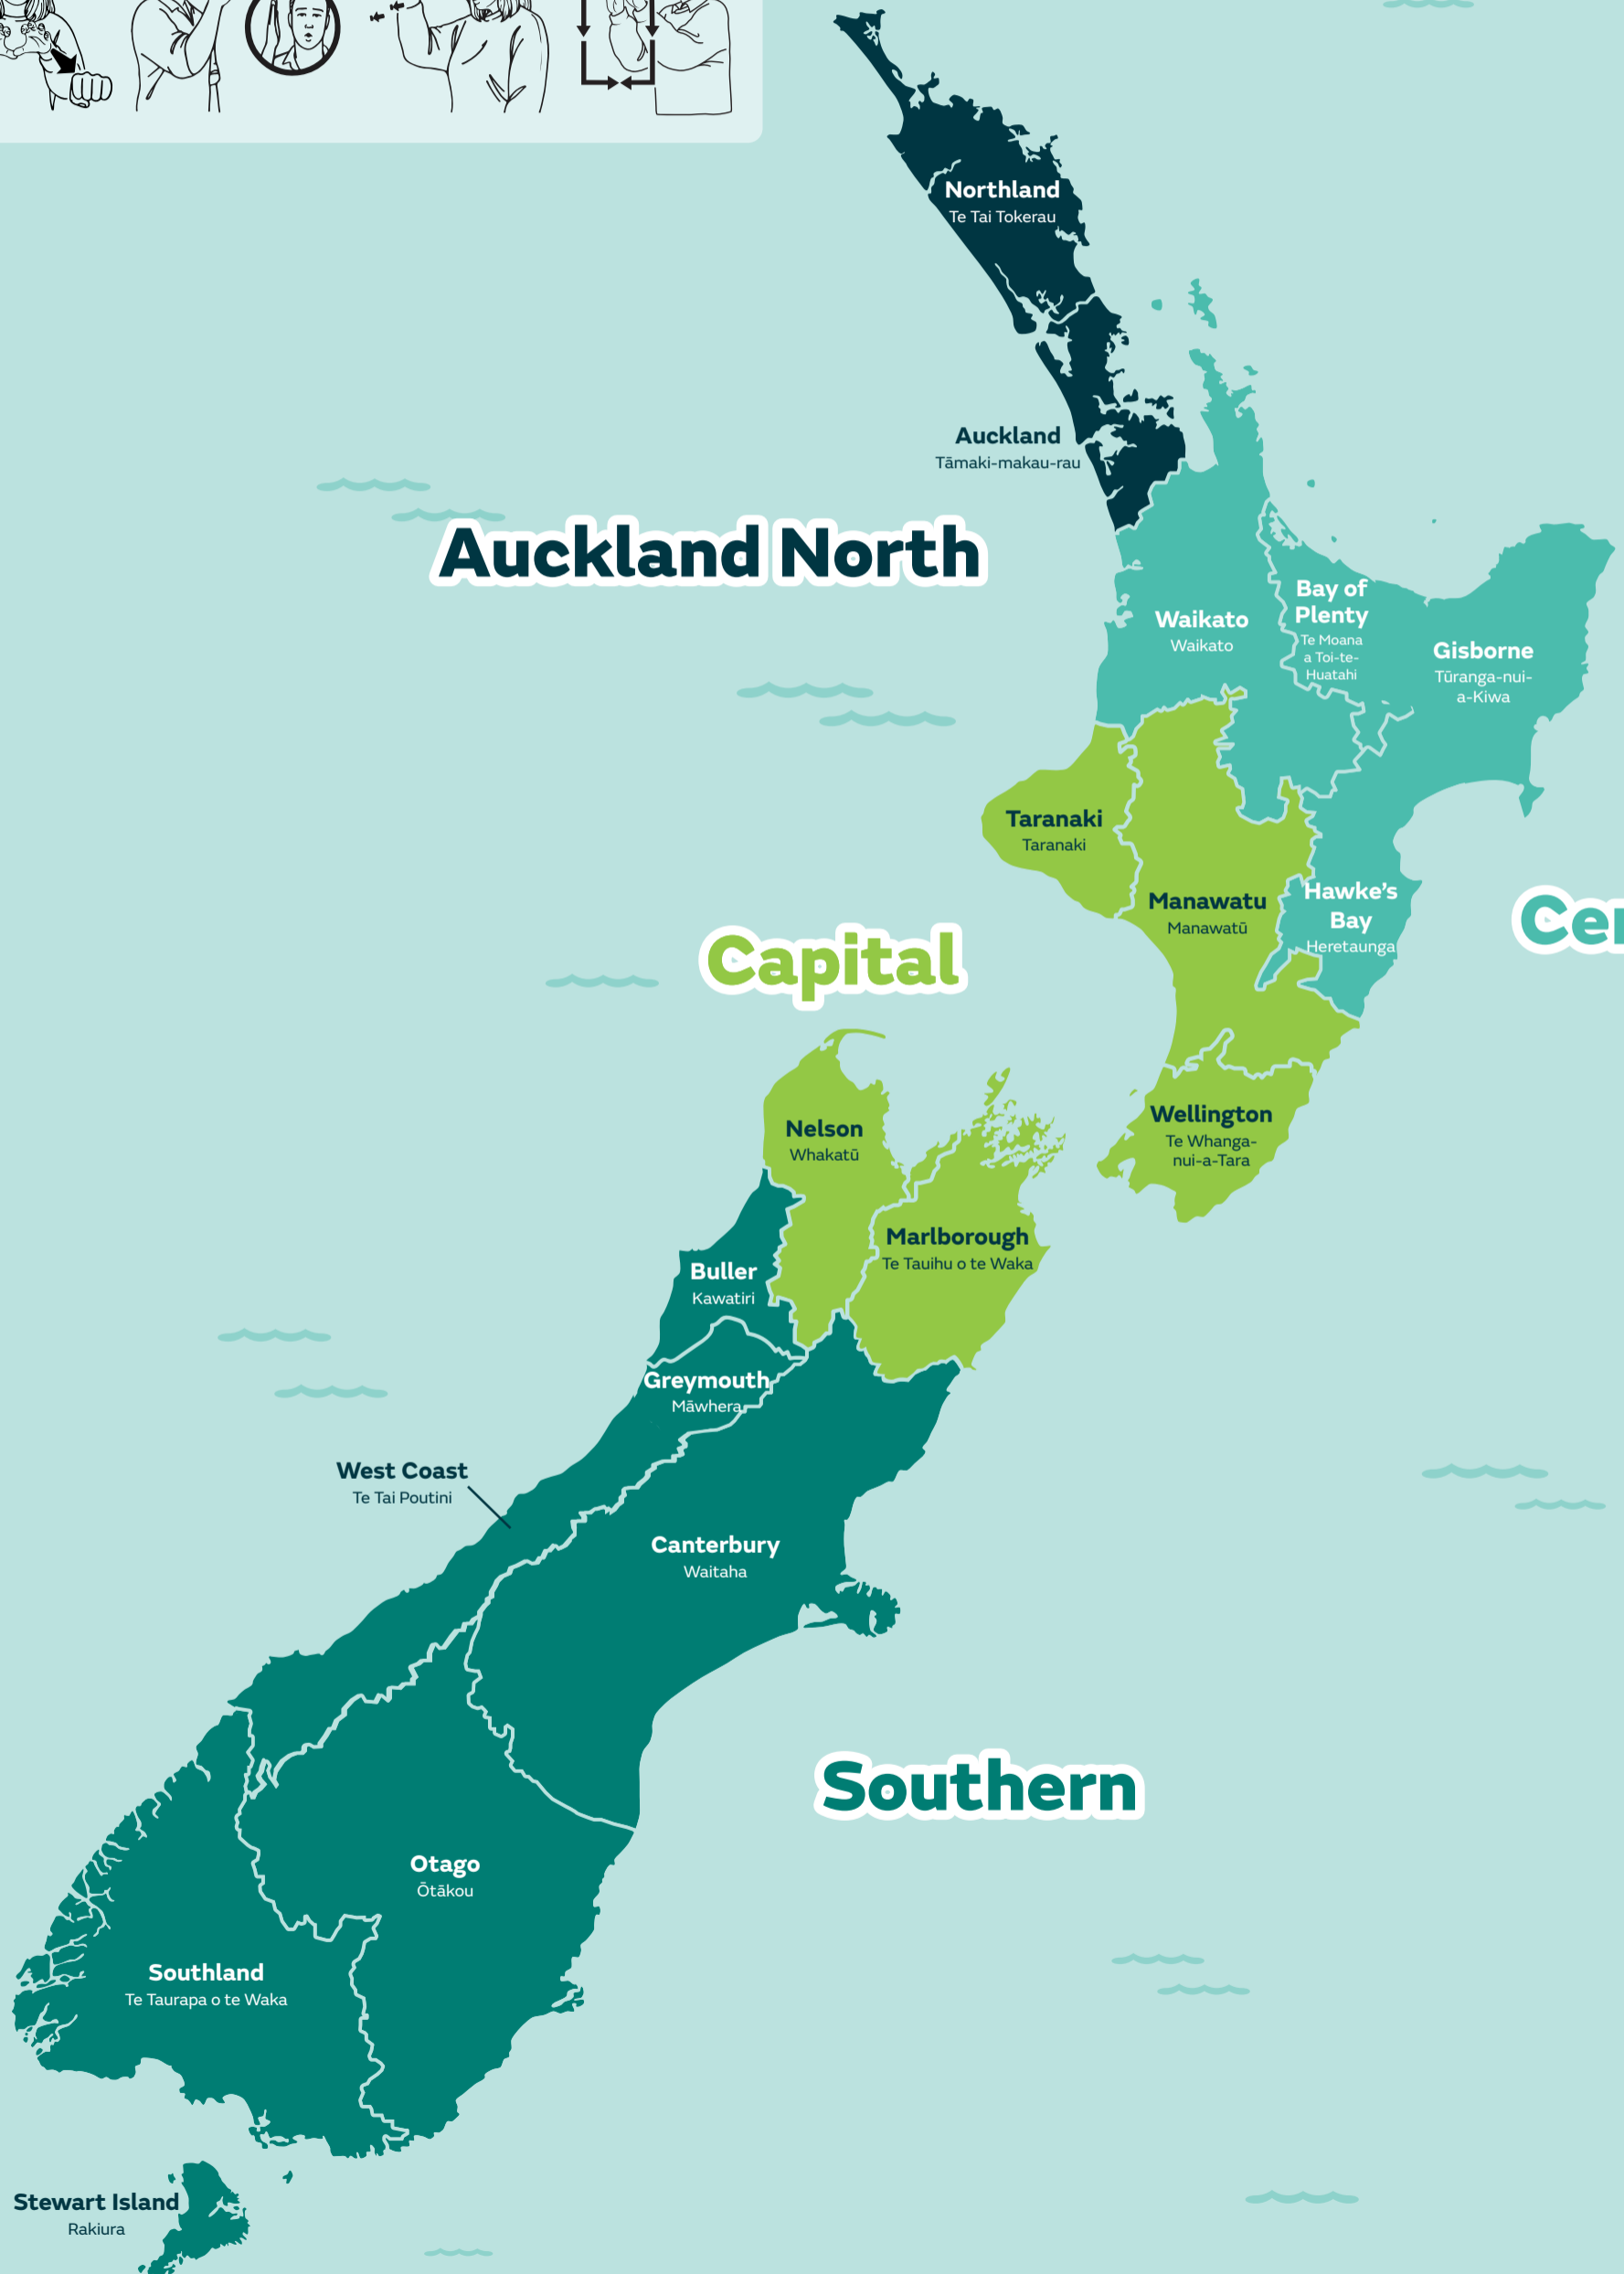 Northland
Te Tai Tokerau
Auckland
Tāmaki-makau-rau
Auckland North
Bay of
Plenty
Te Moana
a Toi-te-
Huatahi
Waikato
Waikato
Gisborne
Tūranga-nui-
a-Kiwa
Taranaki
Taranaki
Manawatu
Manawatū
Hawke's
Bay
Heretaunga
Cen
Capital
Nelson
Whakatū
Wellington
Te Whanga-
nui-a-Tara
Marlborough
Te Tauihu o te Waka
Buller
Kawatiri
Greymouth
Māwhera
West Coast
Te Tai Poutini
Canterbury
Waitaha
Southern
Otago
Ōtākou
Southland
Te Taurapa o te Waka
Stewart Island
Rakiura